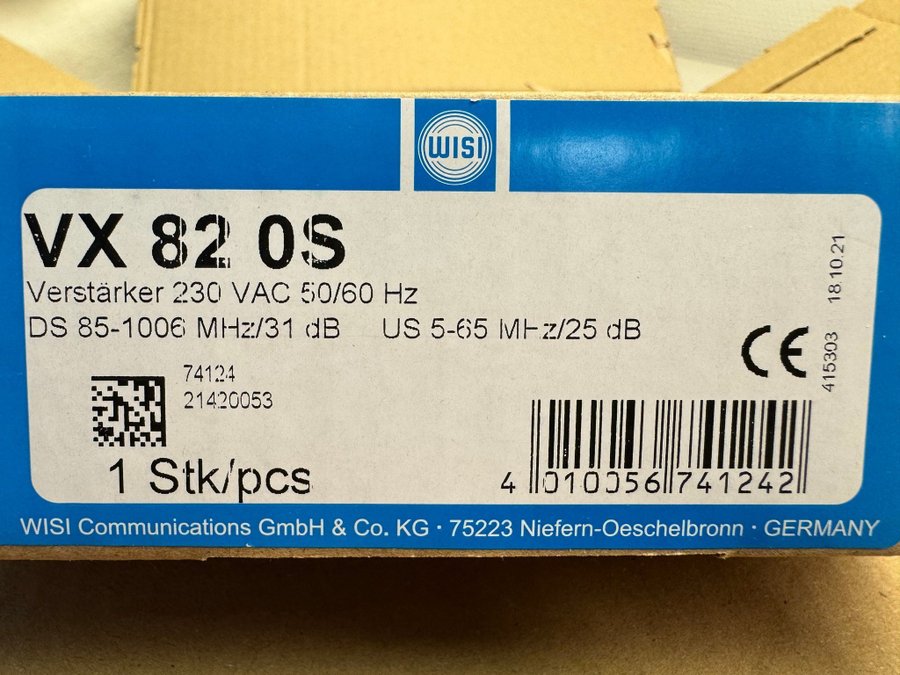 WISI
VX 82 0S
Verstärker 230 VAC 50/60 Hz
DS 85-1006 MHz/31 dB US 5-65 MHz/25 dB
74124
21420053
1 Stk/pcs
CE
415303 18.10.21
4 010056 741242
WISI Communications GmbH & Co. KG · 75223 Niefern-Oeschelbronn · GERMANY